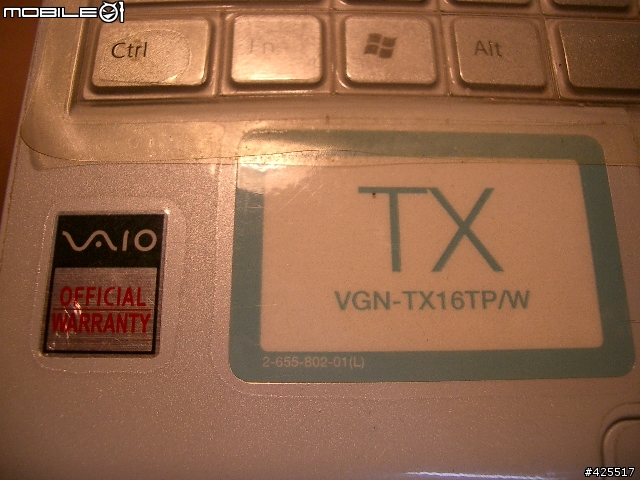 MOBILE01
Ctrl
Fn
Alt
VAIO
OFFICIAL
WARRANTY
TX
VGN-TX16TP/W
2-655-802-01(L)
#425517